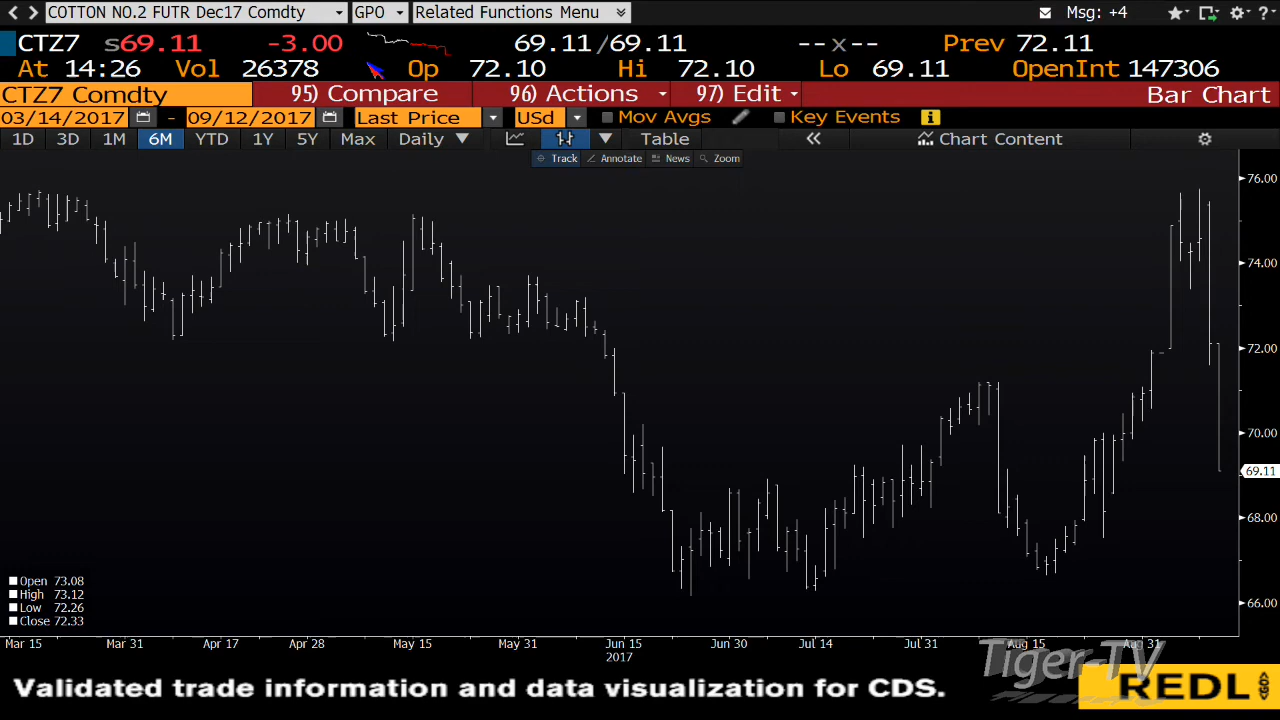 COTTON NO.2 FUTR Dec17 Comdty GPO Related Functions Menu Msg: +4
CTZ7 s69.11 -3.00 69.11/69.11 --x-- Prev 72.11
At 14:26 Vol 26378 Op 72.10 Hi 72.10 Lo 69.11 OpenInt 147306
CTZ7 Comdty 95) Compare 96) Actions 97) Edit Bar Chart
03/14/2017 - 09/12/2017 Last Price USd Mov Avgs Key Events
1D 3D 1M 6M YTD 1Y 5Y Max Daily Table Chart Content
Track Annotate News Zoom
76.00
74.00
72.00
70.00
69.11
68.00
66.00
Open 73.08
High 73.12
Low 72.26
Close 72.33
Mar 15 Mar 31 Apr 17 Apr 28 May 15 May 31 Jun 15 Jun 30 Jul 14 Jul 31 Aug 15 Aug 31
2017
Tiger-TV
Validated trade information and data visualization for CDS. REDL